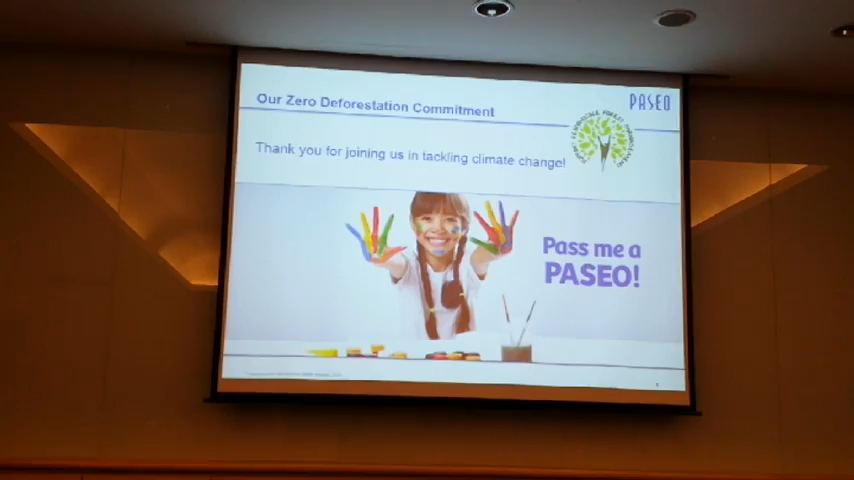 Our Zero Deforestation Commitment
PASEO
Thank you for joining us in tackling climate change!
Pass me a
PASEO!